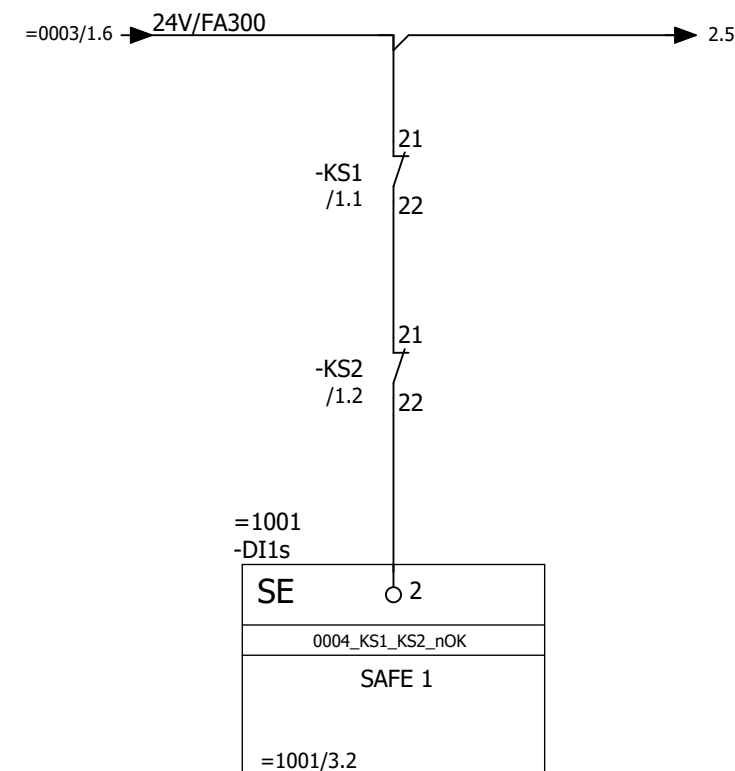 =0003/1.6
24V/FA300
2.5
21
-KS1
/1.1
22
21
-KS2
/1.2
22
=1001
-DI1s
SE
2
0004_KS1_KS2_nOK
SAFE 1
=1001/3.2